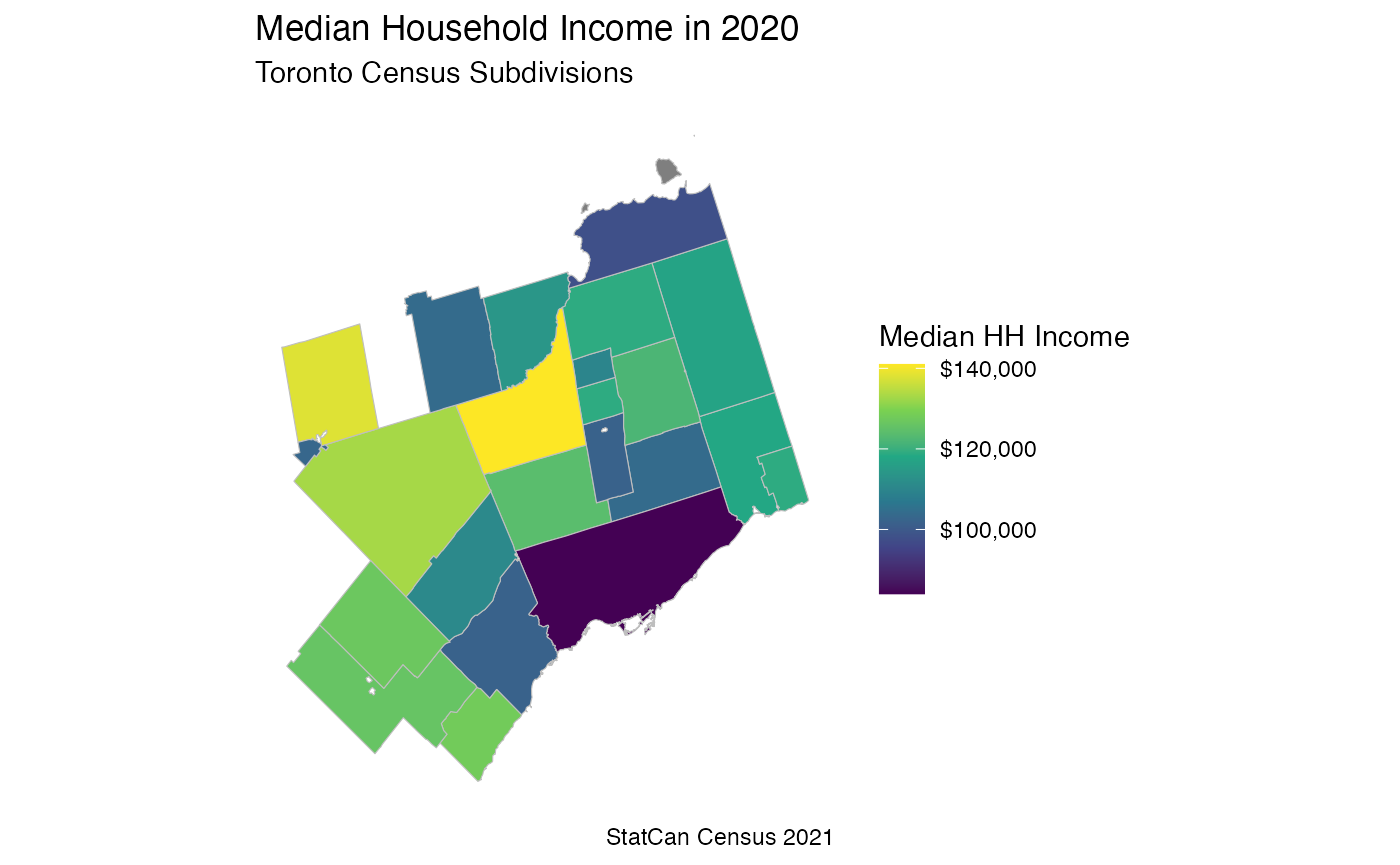 Median Household Income in 2020
Toronto Census Subdivisions
Median HH Income
$140,000
$120,000
$100,000
StatCan Census 2021